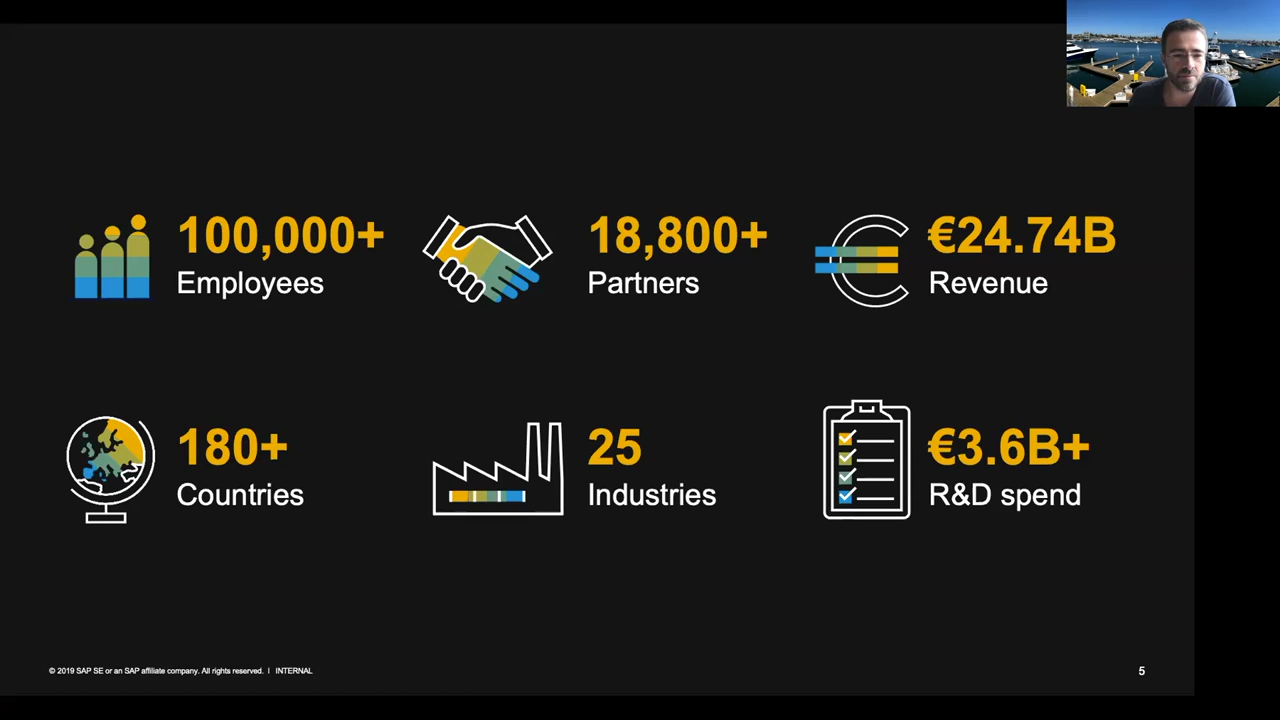 100,000+
Employees
18,800+
Partners
€24.74B
Revenue
180+
Countries
25
Industries
€3.6B+
R&D spend
© 2019 SAP SE or an SAP affiliate company. All rights reserved. | INTERNAL
5